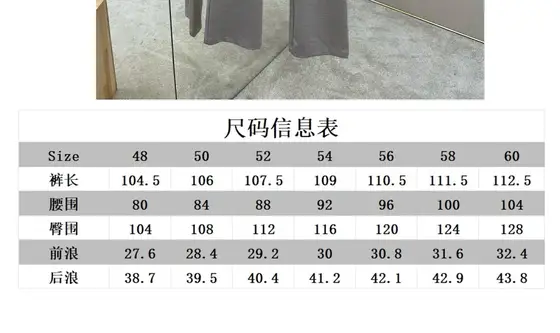 尺码信息表
Size 48 50 52 54 56 58 60
裤长 104.5 106 107.5 109 110.5 111.5 112.5
腰围 80 84 88 92 96 100 104
臀围 104 108 112 116 120 124 128
前浪 27.6 28.4 29.2 30 30.8 31.6 32.4
后浪 38.7 39.5 40.4 41.2 42.1 42.9 43.8